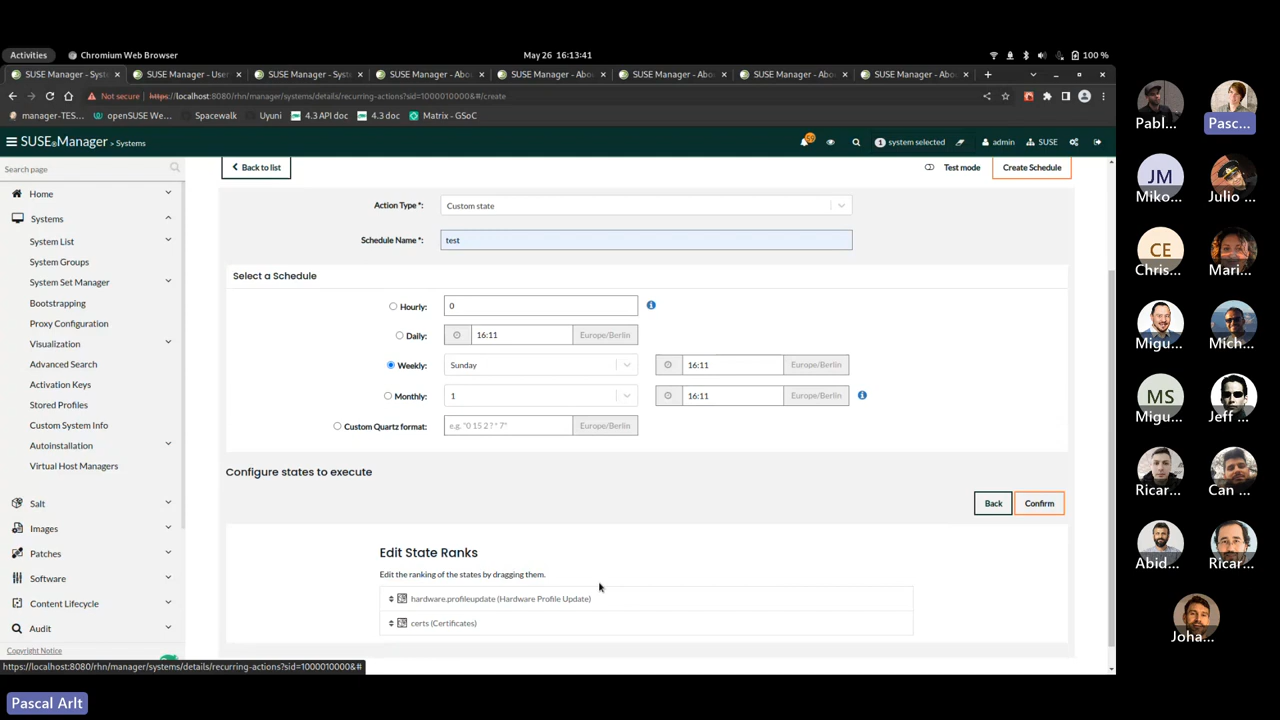 Activities
Chromium Web Browser
May 26 16:13:41
100 %
SUSE Manager - Syste
SUSE Manager - User
SUSE Manager - Syste
SUSE Manager - Abou
SUSE Manager - Abou
SUSE Manager - Abou
SUSE Manager - Abou
SUSE Manager - Abou
Not secure
https://localhost:8080/rhn/manager/systems/details/recurring-actions?sid=1000010000&#/create
manager-TES...
openSUSE We...
Spacewalk
Uyuni
4.3 API doc
4.3 doc
Matrix - GSoC
SUSE Manager > Systems
1 system selected
admin
SUSE
Search page
Home
Systems
System List
System Groups
System Set Manager
Bootstrapping
Proxy Configuration
Visualization
Advanced Search
Activation Keys
Stored Profiles
Custom System Info
Autoinstallation
Virtual Host Managers
Salt
Images
Patches
Software
Content Lifecycle
Audit
Copyright Notice
https://localhost:8080/rhn/manager/systems/details/recurring-actions?sid=1000010000&#
Back to list
Test mode
Create Schedule
Action Type *:
Custom state
Schedule Name *:
test
Select a Schedule
Hourly:
0
Daily:
16:11
Europe/Berlin
Weekly:
Sunday
16:11
Europe/Berlin
Monthly:
1
16:11
Europe/Berlin
Custom Quartz format:
e.g. "0 15 2 ? * 7"
Europe/Berlin
Configure states to execute
Back
Confirm
Edit State Ranks
Edit the ranking of the states by dragging them.
hardware.profileupdate (Hardware Profile Update)
certs (Certificates)
Pabl...
Pasc...
JM
Miko...
Julio ...
CE
Chris...
Mari...
Migu...
Mich...
MS
Migu...
Jeff ...
Ricar...
Can ...
Abid...
Ricar...
Joha...
Pascal Arlt